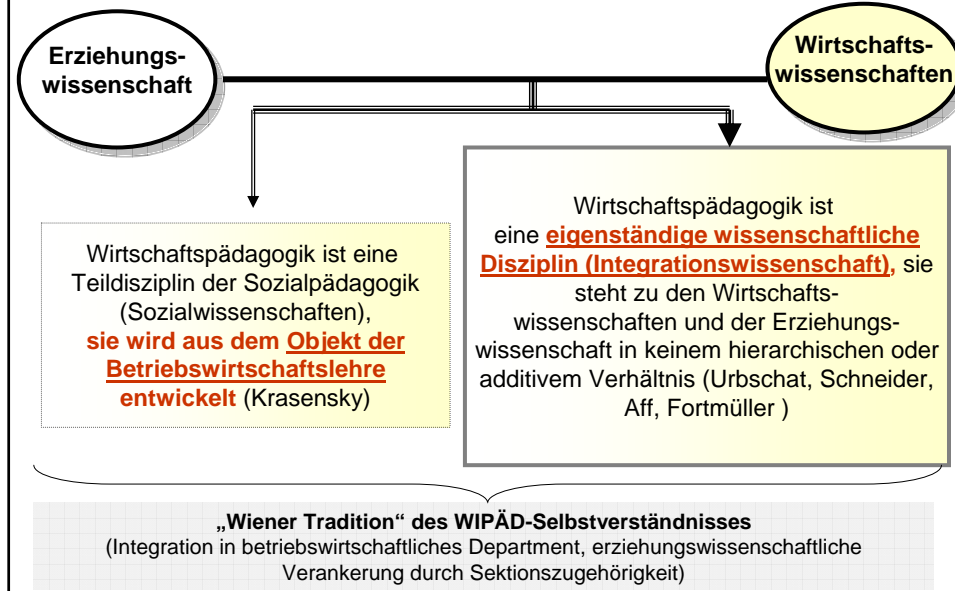 Erziehungs-
wissenschaft
Wirtschafts-
wissenschaften
Wirtschaftspädagogik ist eine
Teildisziplin der Sozialpädagogik
(Sozialwissenschaften),
sie wird aus dem Objekt der
Betriebswirtschaftslehre
entwickelt (Krasensky)
Wirtschaftspädagogik ist
eine eigenständige wissenschaftliche
Disziplin (Integrationswissenschaft), sie
steht zu den Wirtschafts-
wissenschaften und der Erziehungs-
wissenschaft in keinem hierarchischen oder
additivem Verhältnis (Urbschat, Schneider,
Aff, Fortmüller )
„Wiener Tradition“ des WIPÄD-Selbstverständnisses
(Integration in betriebswirtschaftliches Department, erziehungswissenschaftliche
Verankerung durch Sektionszugehörigkeit)